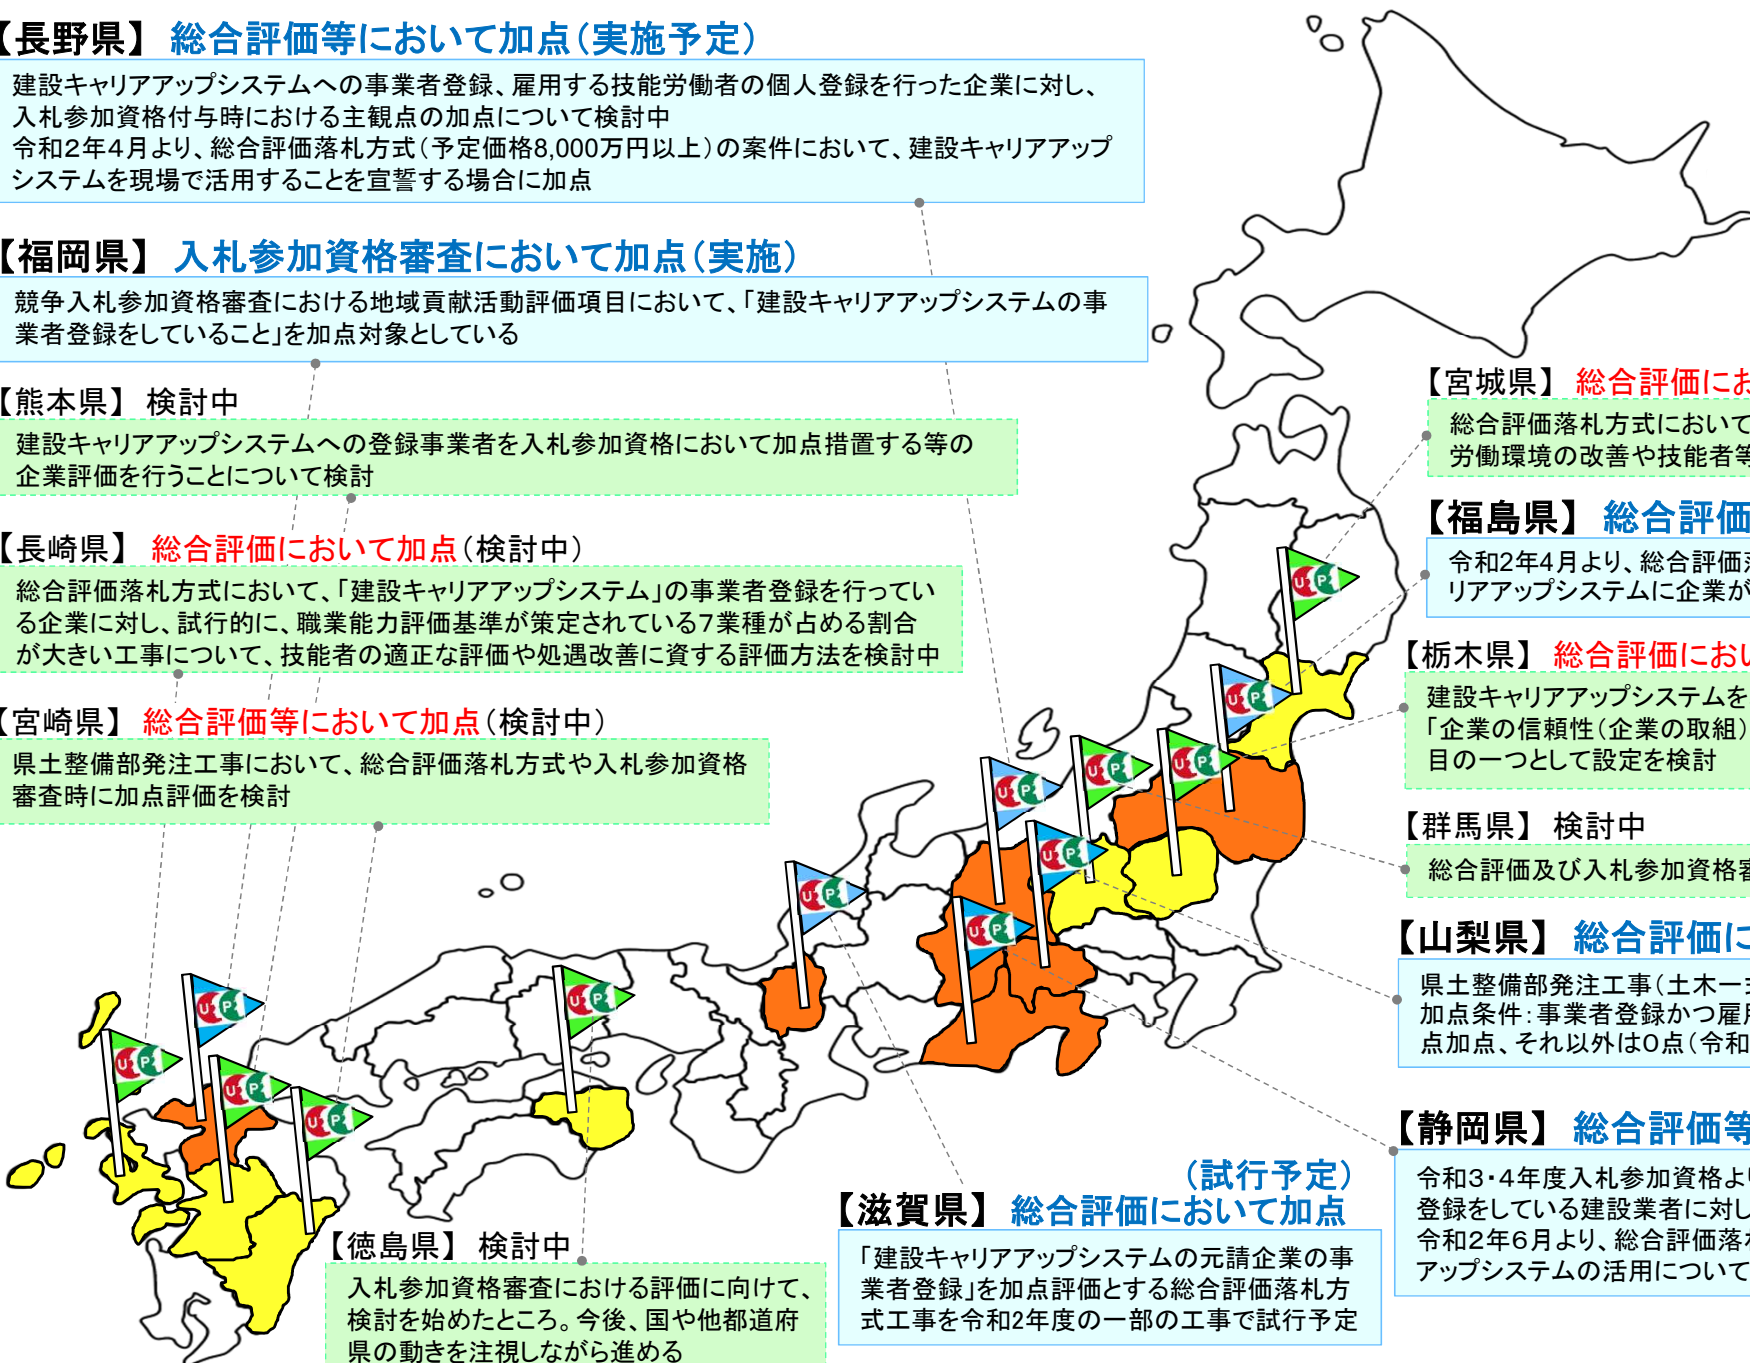 【長野県】 総合評価等において加点(実施予定)
建設キャリアアップシステムへの事業者登録、雇用する技能労働者の個人登録を行った企業に対し、
入札参加資格付与時における主観点の加点について検討中
令和2年4月より、総合評価落札方式(予定価格8,000万円以上)の案件において、建設キャリアアップ
システムを現場で活用することを宣誓する場合に加点
【福岡県】 入札参加資格審査において加点(実施)
競争入札参加資格審査における地域貢献活動評価項目において、「建設キャリアアップシステムの事
業者登録をしていること」を加点対象としている
【熊本県】 検討中
建設キャリアアップシステムへの登録事業者を入札参加資格において加点措置する等の
企業評価を行うことについて検討
【長崎県】 総合評価において加点(検討中)
総合評価落札方式において、「建設キャリアアップシステム」の事業者登録を行ってい
る企業に対し、試行的に、職業能力評価基準が策定されている7業種が占める割合
が大きい工事について、技能者の適正な評価や処遇改善に資する評価方法を検討中
【宮崎県】 総合評価等において加点(検討中)
県土整備部発注工事において、総合評価落札方式や入札参加資格
審査時に加点評価を検討
【徳島県】 検討中
入札参加資格審査における評価に向けて、
検討を始めたところ。今後、国や他都道府
県の動きを注視しながら進める
(試行予定)
【滋賀県】 総合評価において加点
「建設キャリアアップシステムの元請企業の事
業者登録」を加点評価とする総合評価落札方
式工事を令和2年度の一部の工事で試行予定
【宮城県】 総合評価にお
総合評価落札方式において
労働環境の改善や技能者等
【福島県】 総合評価
令和2年4月より、総合評価落
リアアップシステムに企業が
【栃木県】 総合評価におい
建設キャリアアップシステムを
「企業の信頼性(企業の取組)
目の一つとして設定を検討
【群馬県】 検討中
総合評価及び入札参加資格審
【山梨県】 総合評価に
県土整備部発注工事(土木一式
加点条件:事業者登録かつ雇用
点加点、それ以外は0点(令和
【静岡県】 総合評価等
令和3・4年度入札参加資格より
登録をしている建設業者に対し
令和2年6月より、総合評価落札
アップシステムの活用について